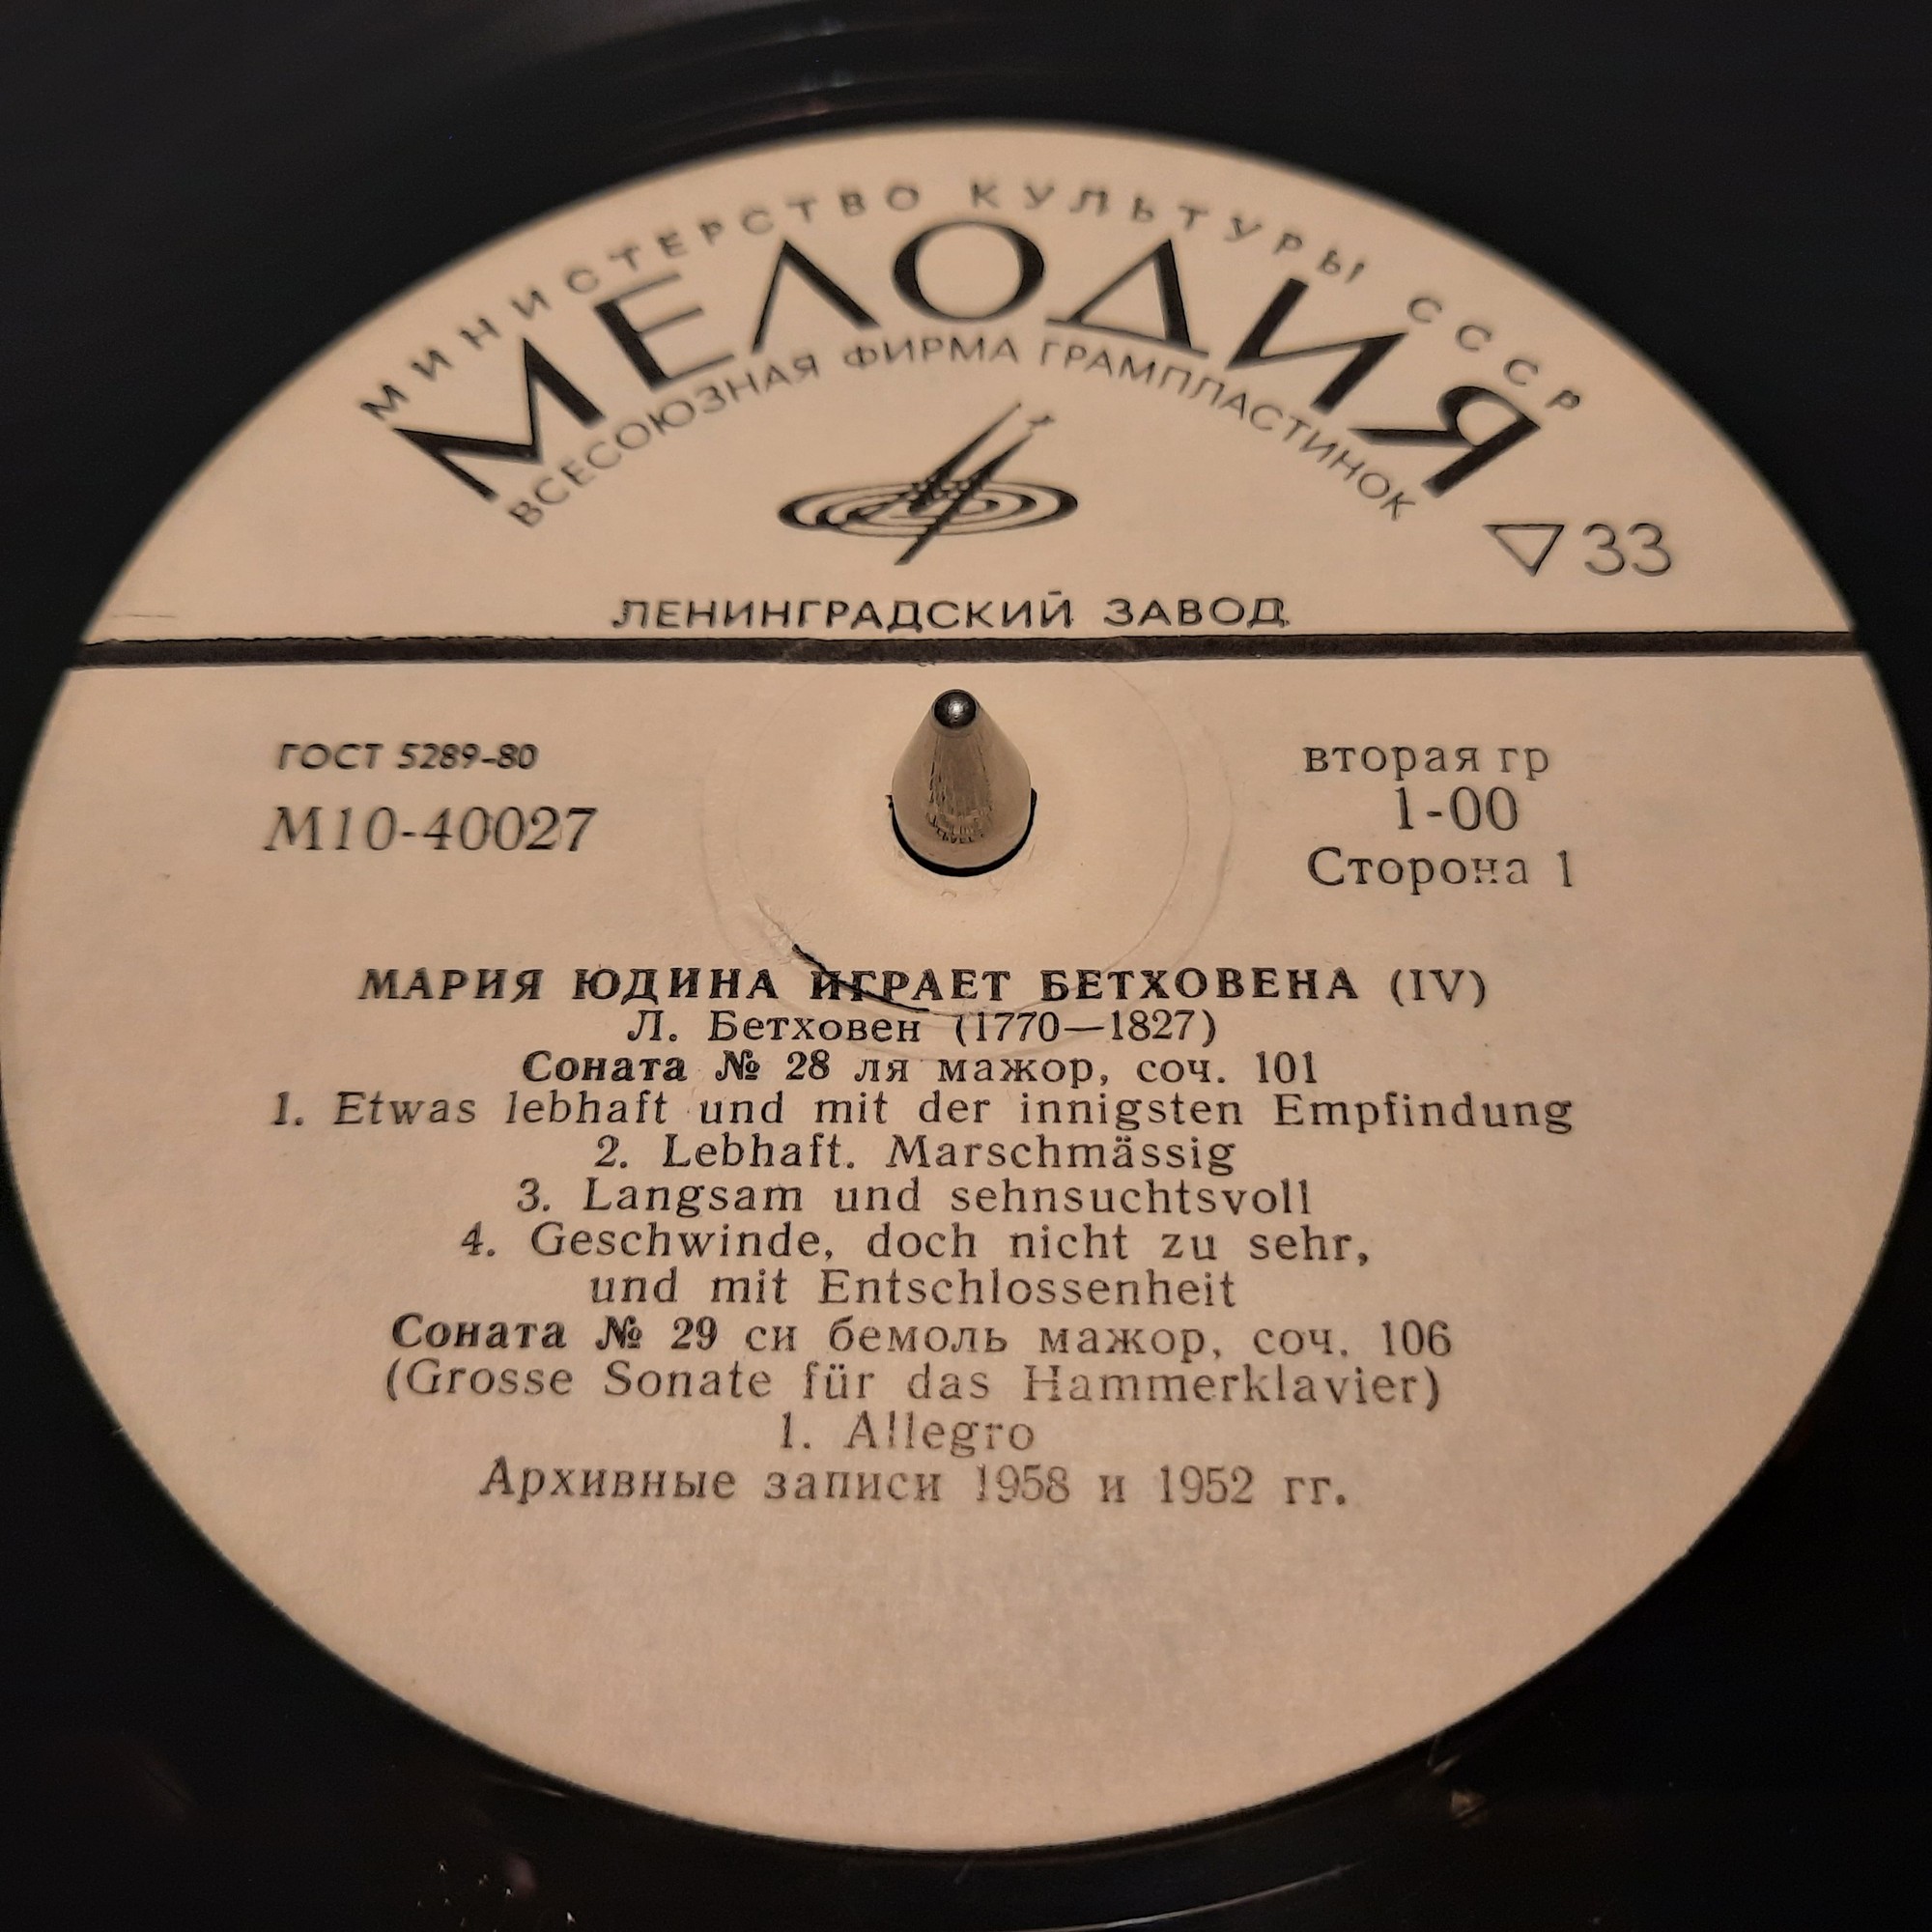 МИНИСТЕРСТВО КУЛЬТУРЫ СССР
МЕЛОДИЯ
ВСЕСОЮЗНАЯ ФИРМА ГРАМПЛАСТИНОК
33
ЛЕНИНГРАДСКИЙ ЗАВОД
ГОСТ 5289-80
М10-40027
вторая гр
1-00
Сторона 1
МАРИЯ ЮДИНА ИГРАЕТ БЕТХОВЕНА (IV)
Л. Бетховен (1770—1827)
Соната № 28 ля мажор, соч. 101
1. Etwas lebhaft und mit der innigsten Empfindung
2. Lebhaft. Marschmässig
3. Langsam und sehnsuchtsvoll
4. Geschwinde, doch nicht zu sehr,
und mit Entschlossenheit
Соната № 29 си бемоль мажор, соч. 106
(Grosse Sonate für das Hammerklavier)
1. Allegro
Архивные записи 1958 и 1952 гг.